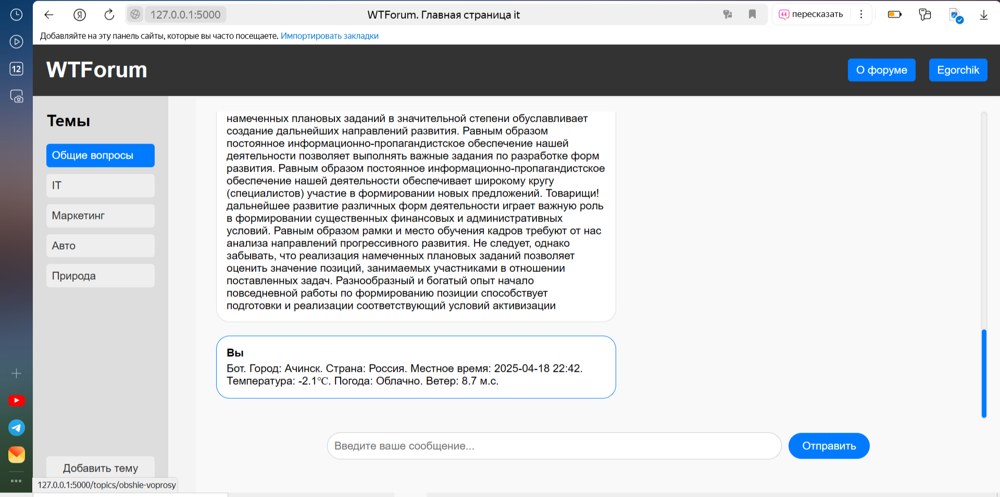 127.0.0.1:5000
WTForum. Главная страница it
пересказать
Добавляйте на эту панель сайты, которые вы часто посещаете. Импортировать закладки
12
WTForum
О форуме
Egorchik
Темы
Общие вопросы
IT
Маркетинг
Авто
Природа
Добавить тему
127.0.0.1:5000/topics/obshie-voprosy
намеченных плановых заданий в значительной степени обуславливает
создание дальнейших направлений развития. Равным образом
постоянное информационно-пропагандистское обеспечение нашей
деятельности позволяет выполнять важные задания по разработке форм
развития. Равным образом постоянное информационно-пропагандистское
обеспечение нашей деятельности обеспечивает широкому кругу
(специалистов) участие в формировании новых предложений. Товарищи!
дальнейшее развитие различных форм деятельности играет важную роль
в формировании существенных финансовых и административных
условий. Равным образом рамки и место обучения кадров требуют от нас
анализа направлений прогрессивного развития. Не следует, однако
забывать, что реализация намеченных плановых заданий позволяет
оценить значение позиций, занимаемых участниками в отношении
поставленных задач. Разнообразный и богатый опыт начало
повседневной работы по формированию позиции способствует
подготовки и реализации соответствующий условий активизации
Вы
Бот. Город: Ачинск. Страна: Россия. Местное время: 2025-04-18 22:42.
Температура: -2.1℃. Погода: Облачно. Ветер: 8.7 м.с.
Введите ваше сообщение...
Отправить